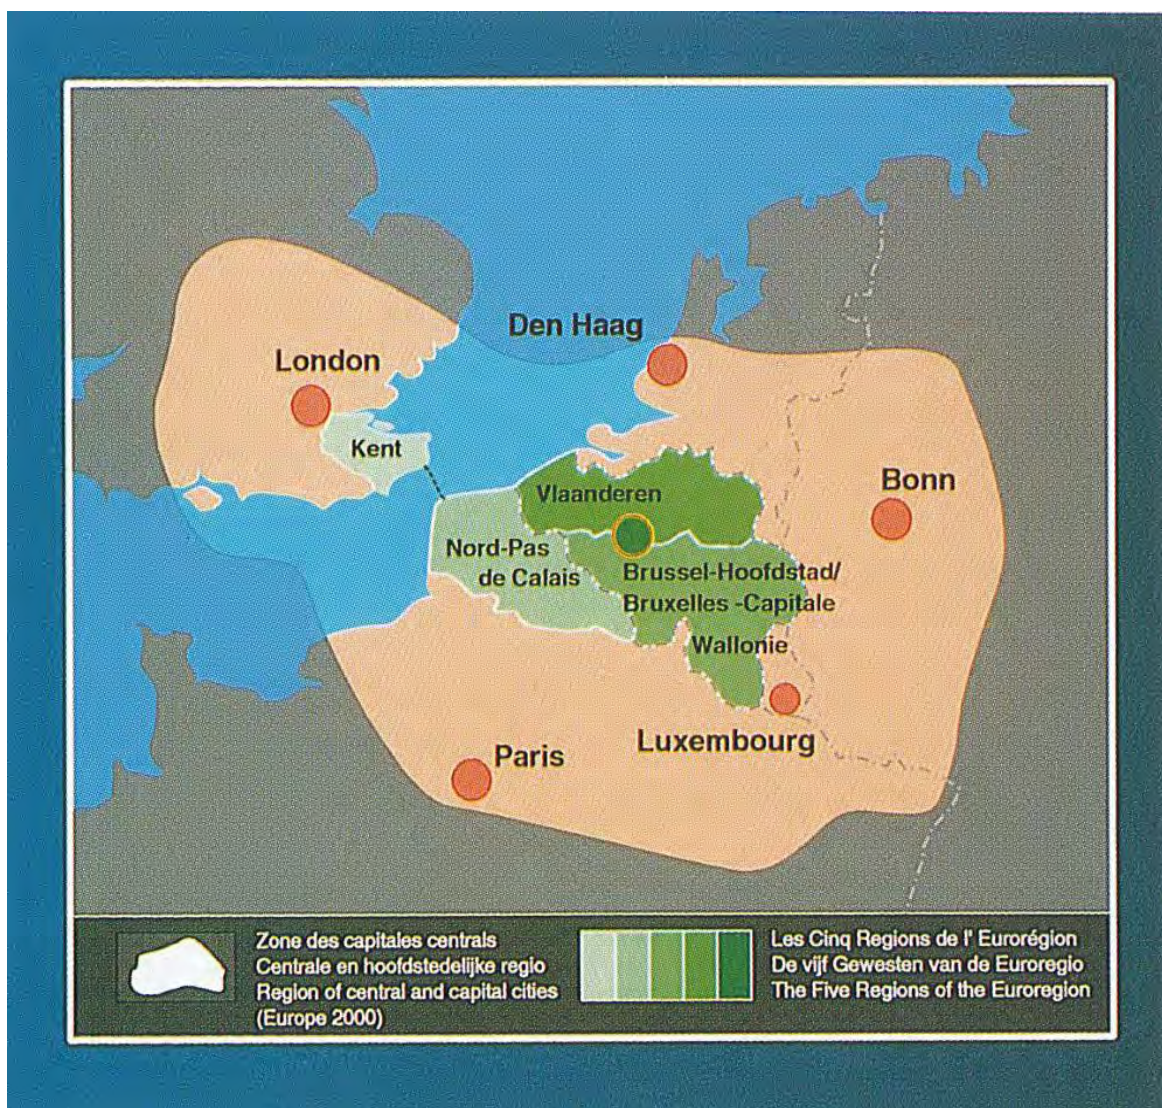 Den Haag
London
Kent
Bonn
Vlaanderen
Nord-Pas
de Calais
Brussel-Hoofdstad/
Bruxelles -Capitale
Wallonie
Luxembourg
Paris
Zone des capitales centrals
Centrale en hoofdstedelijke regio
Region of central and capital cities
(Europe 2000)
Les Cinq Regions de l' Eurorégion
De vijf Gewesten van de Euroregio
The Five Regions of the Euroregion